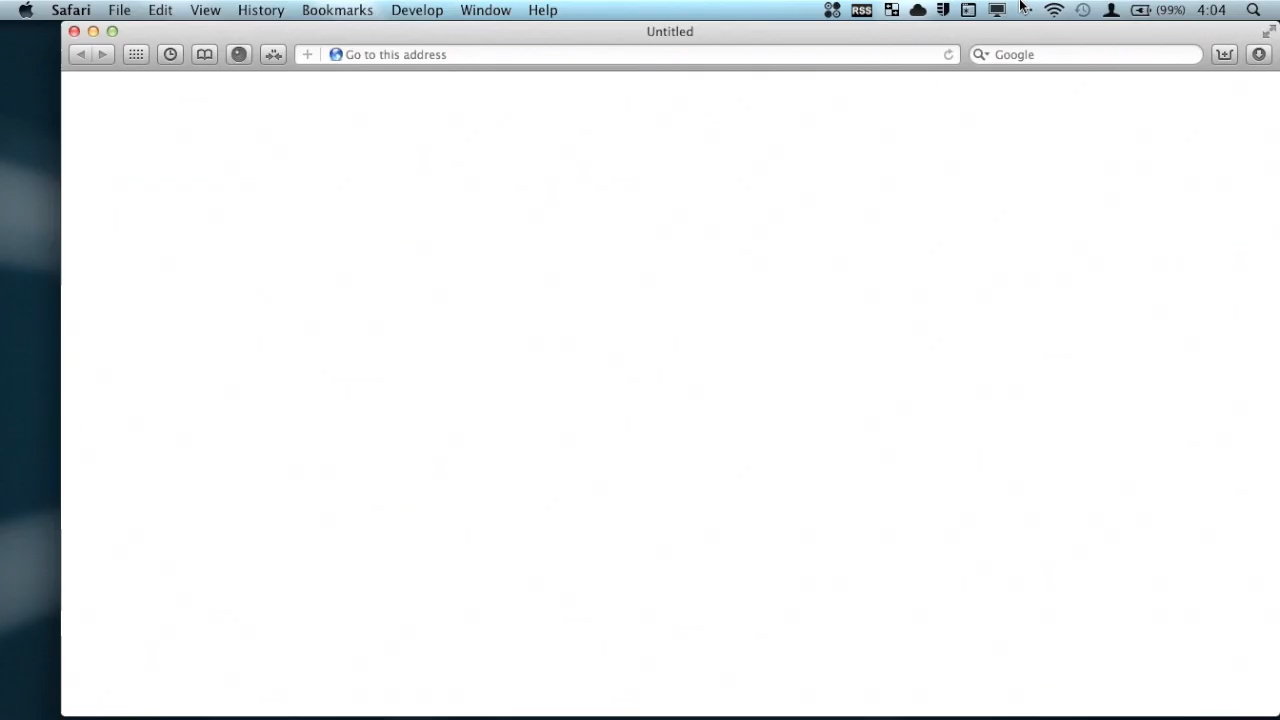 Safari File Edit View History Bookmarks Develop Window Help RSS (99%) 4:04
Untitled
Go to this address Google